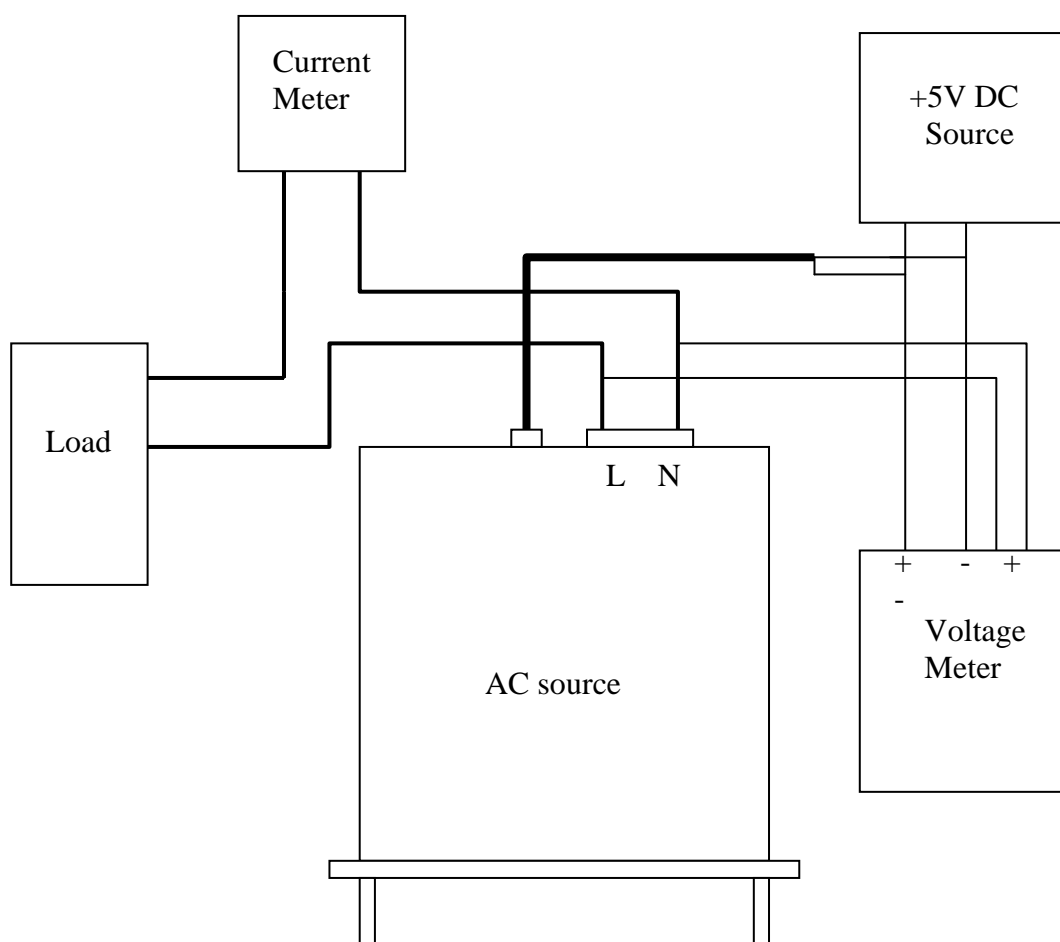 Current
Meter
+5V DC
Source
Load
L N
+ - +
-
Voltage
Meter
AC source